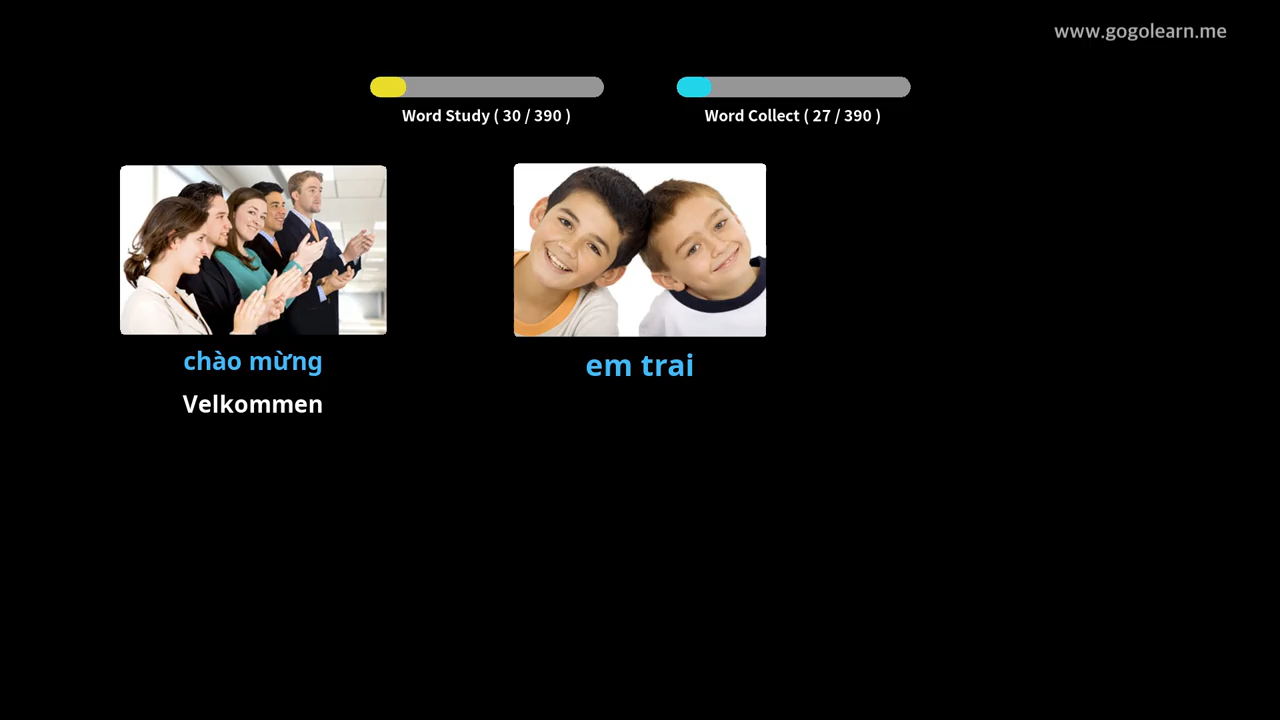 www.gogolearn.me
Word Study ( 30 / 390 )
Word Collect ( 27 / 390 )
chào mừng
Velkommen
em trai